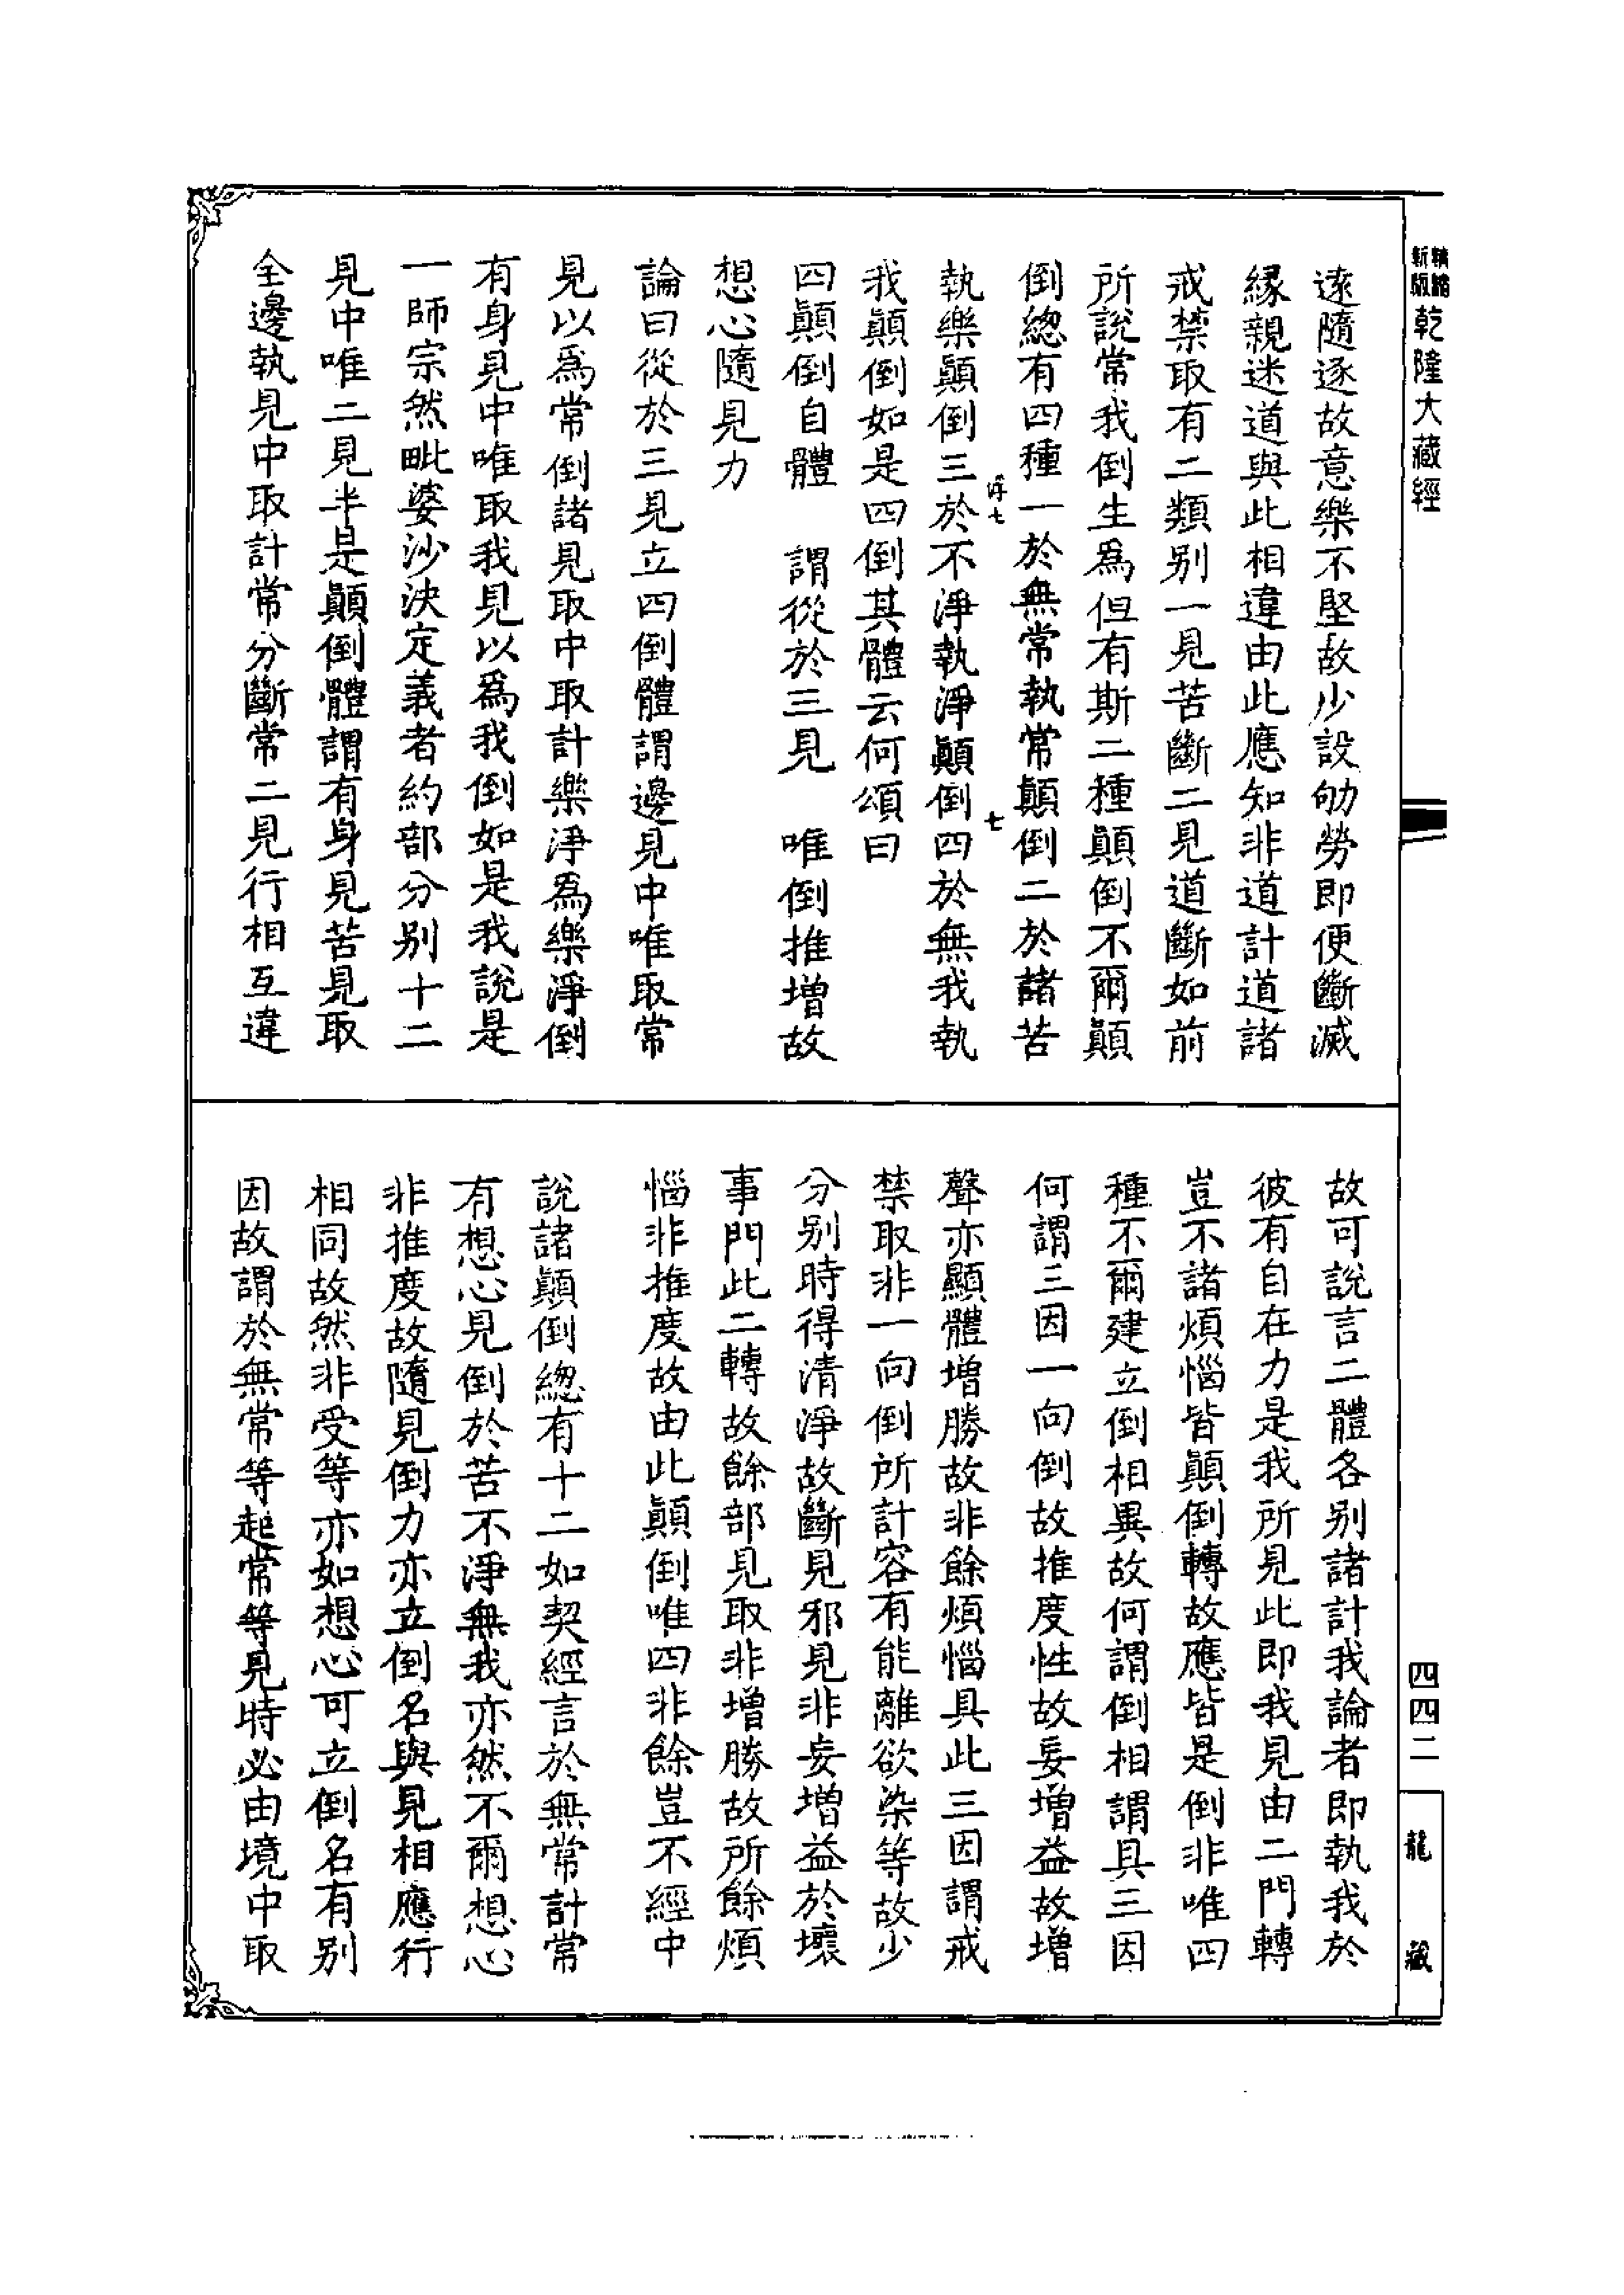 新版精縮乾隆大藏經
遠隨逐故意樂不堅故少設劬勞即便斷滅
緣親迷道與此相違由此應知非道計道諸
戒禁取有二類别一見苦斷二見道斷如前
所說常我倒生為但有斯二種顛倒不爾顛
倒總有四種一於無常執常顛倒二於諸苦
執樂顛倒三於不淨執淨顛倒四於無我執
我顛倒如是四倒其體云何頌曰
四顛倒自體　謂從於三見　唯倒推增故
想心隨見力
論曰從於三見立四倒體謂邊見中唯取常
見以爲常倒諸見取中取計樂淨爲樂淨倒
有身見中唯取我見以爲我倒如是我說是
一師宗然毗婆沙決定義者約部分别十二
見中唯二見半是顛倒體謂有身見苦見取
全邊執見中取計常分斷常二見行相互違
七
故可說言二體各别諸計我論者即執我於
彼有自在力是我所見此即我見由二門轉
豈不諸煩惱皆顛倒轉故應皆是倒非唯四
種不爾建立倒相異故何謂倒相謂具三因
何謂三因一向倒故推度性故妄增益故增
聲亦顯體增勝故非餘煩惱具此三因謂戒
禁取非一向倒所計容有能離欲染等故少
分别時得清淨故斷見邪見非妄增益於壞
事門此二轉故餘部見取非增勝故所餘煩
惱非推度故由此顛倒唯四非餘豈不經中
說諸顛倒總有十二如契經言於無常計常
有想心見倒於苦不淨無我亦然不爾想心
非推度故隨見倒力亦立倒名與見相應行
相同故然非受等亦如想心可立倒名有别
因故謂於無常等起常等見時必由境中取
四四二
龍藏